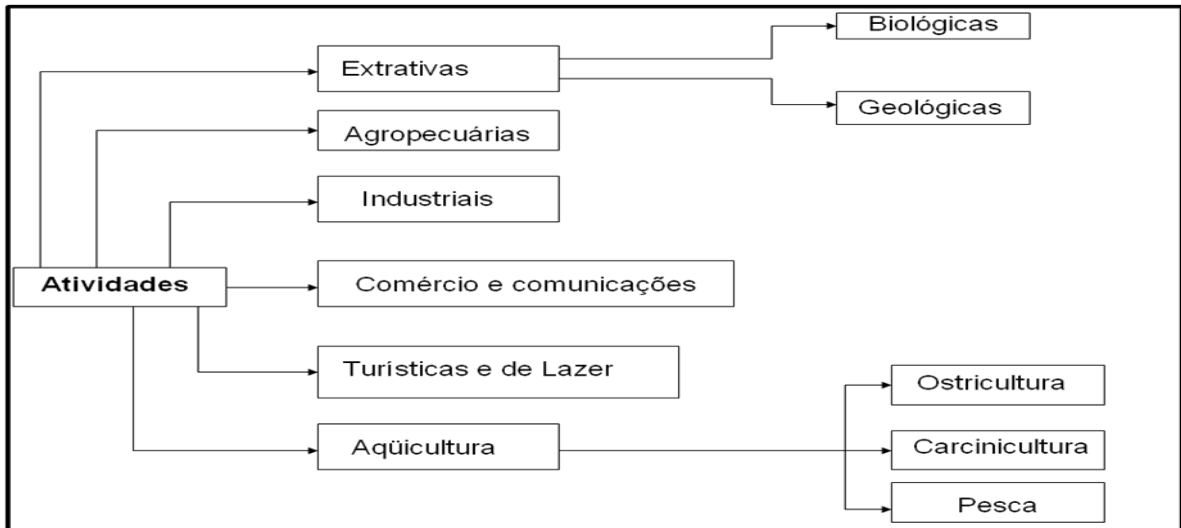 Biológicas
Extrativas
Geológicas
Agropecuárias
Industriais
Atividades
Comércio e comunicações
Turísticas e de Lazer
Ostricultura
Aqüicultura
Carcinicultura
Pesca